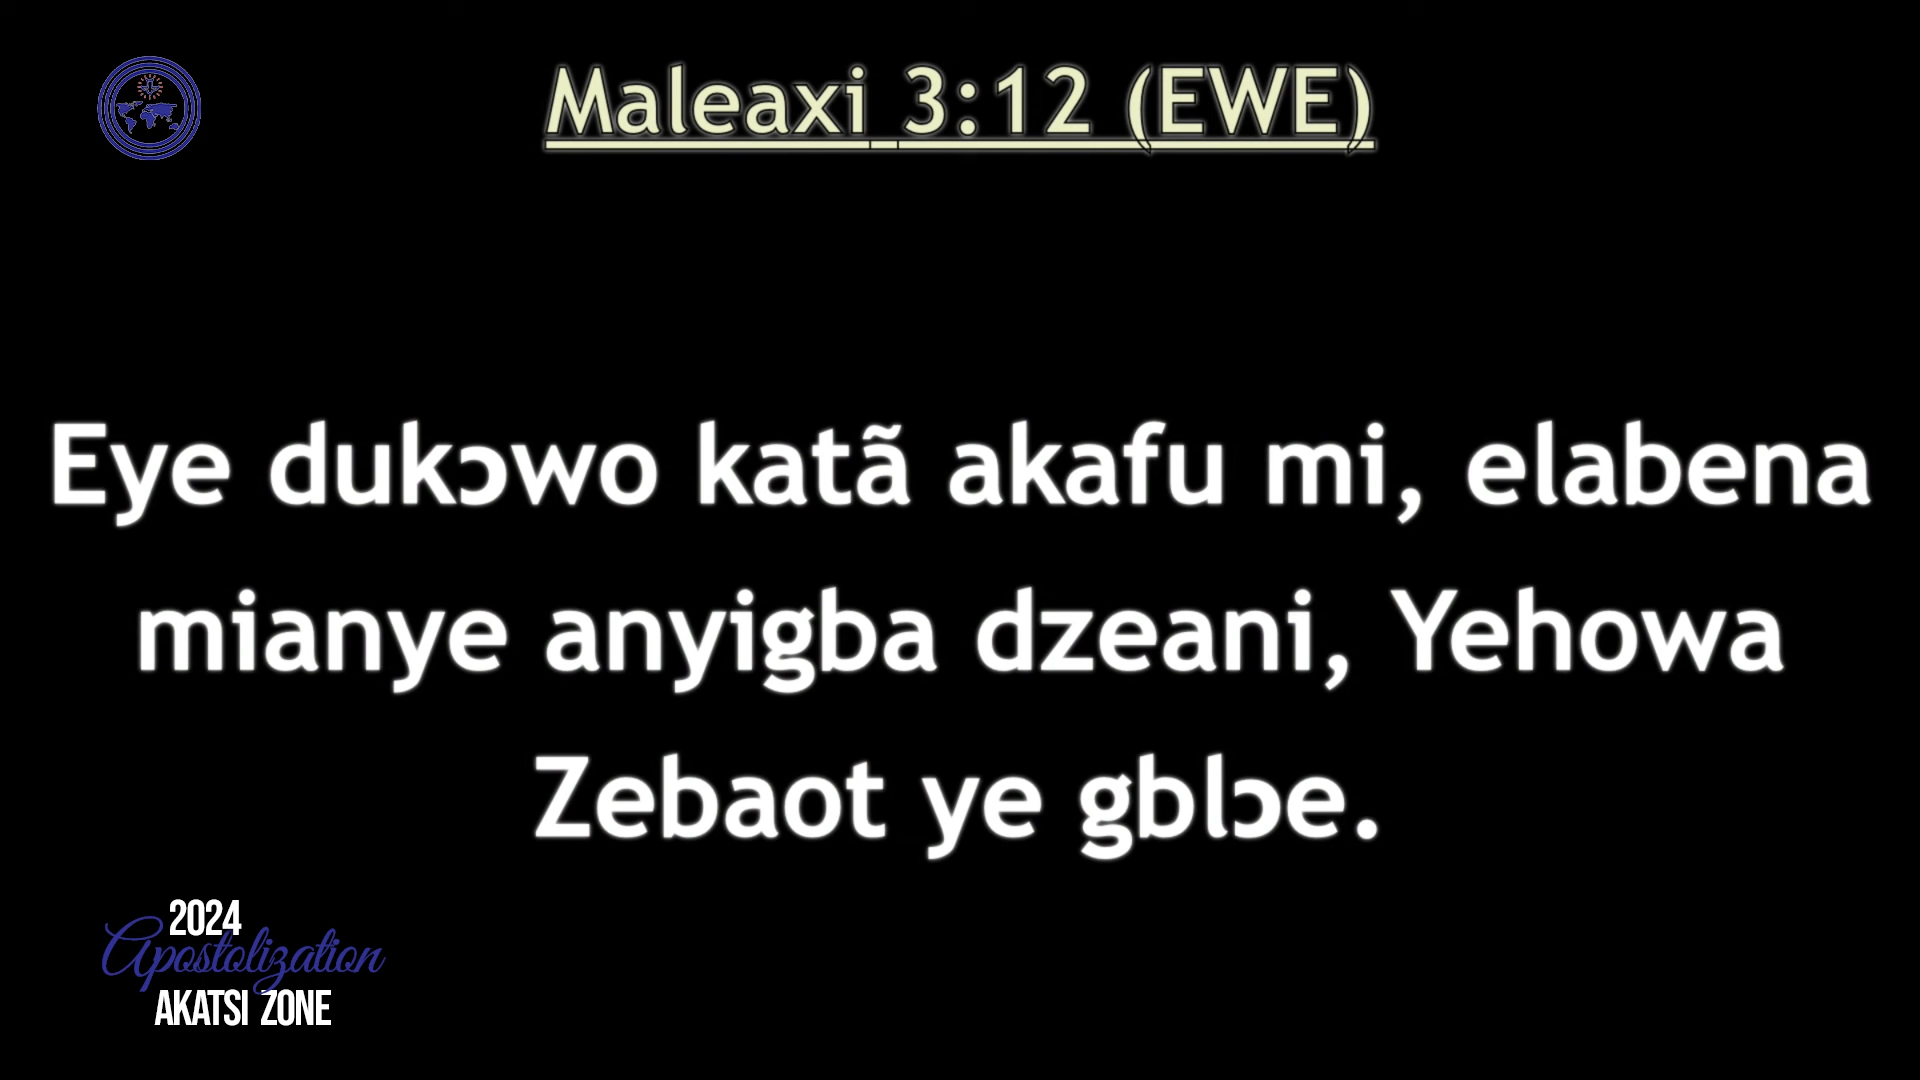 Maleaxi 3:12 (EWE)
Eye dukɔwo katã akafu mi, elabena
mianye anyigba dzeani, Yehowa
Zebaot ye gblɔe.
2024
Apostolization
AKATSI ZONE